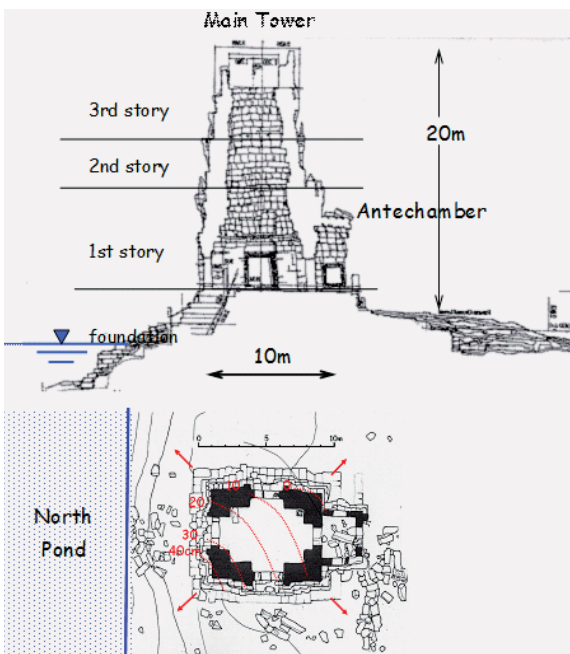 Main Tower
3rd story
20m
2nd story
Antechamber
1st story
foundation
10m
0 5 10m
10 0
20
North
Pond
30
40cm